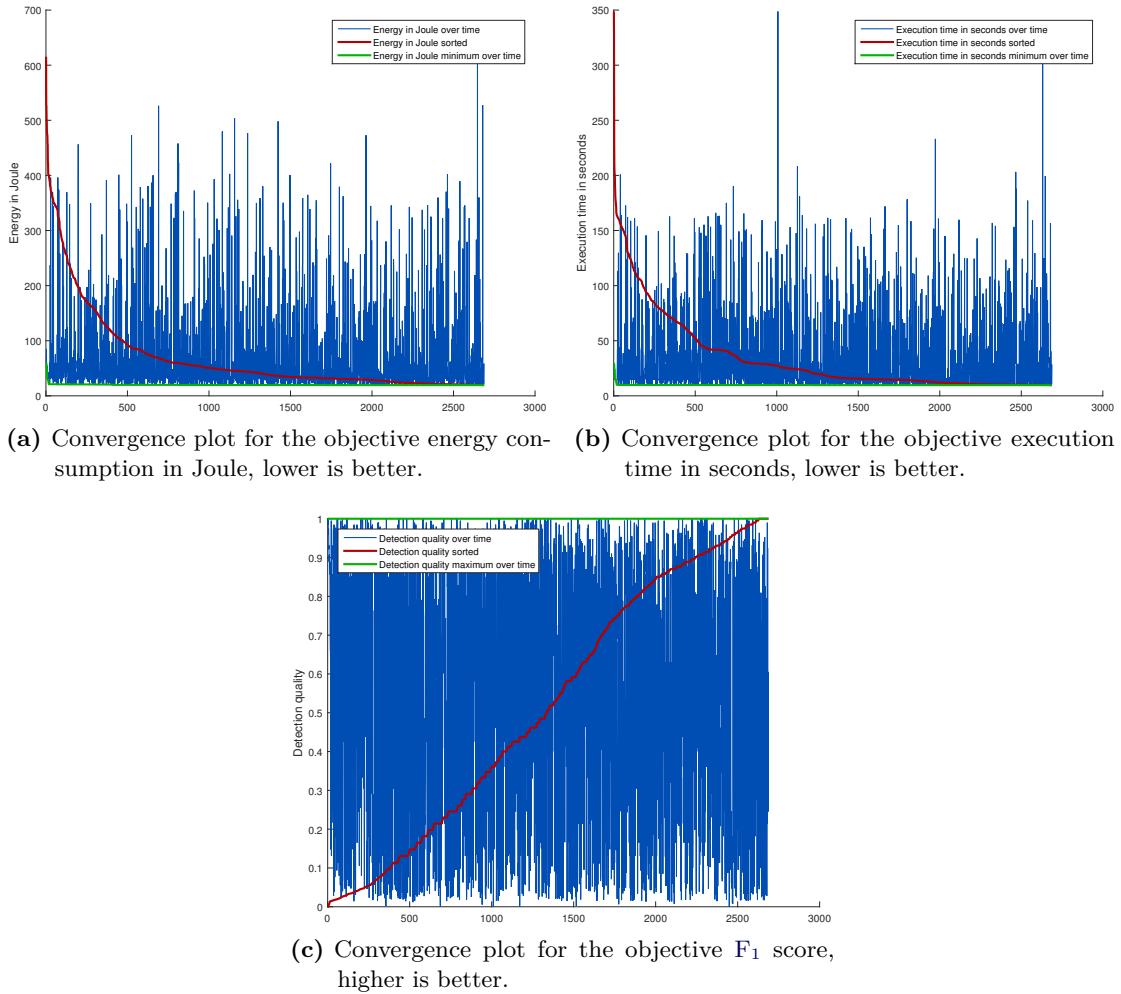 700
600
500
400
300
200
100
0
Energy in Joule
Energy in Joule over time
Energy in Joule sorted
Energy in Joule minimum over time
0 500 1000 1500 2000 2500 3000
(a) Convergence plot for the objective energy con-
sumption in Joule, lower is better.
350
300
250
200
150
100
50
0
Execution time in seconds
Execution time in seconds over time
Execution time in seconds sorted
Execution time in seconds minimum over time
0 500 1000 1500 2000 2500 3000
(b) Convergence plot for the objective execution
time in seconds, lower is better.
1
0.9
0.8
0.7
0.6
0.5
0.4
0.3
0.2
0.1
0
Detection quality
Detection quality over time
Detection quality sorted
Detection quality maximum over time
0 500 1000 1500 2000 2500 3000
(c) Convergence plot for the objective F₁ score,
higher is better.